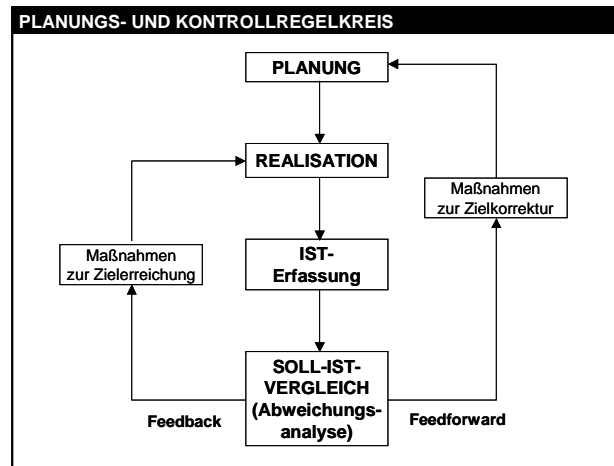 PLANUNGS- UND KONTROLLREGELKREIS
PLANUNG
REALISATION
Maßnahmen
zur Zielkorrektur
Maßnahmen
zur Zielerreichung
IST-
Erfassung
SOLL-IST-
VERGLEICH
(Abweichungs-
analyse)
Feedback
Feedforward